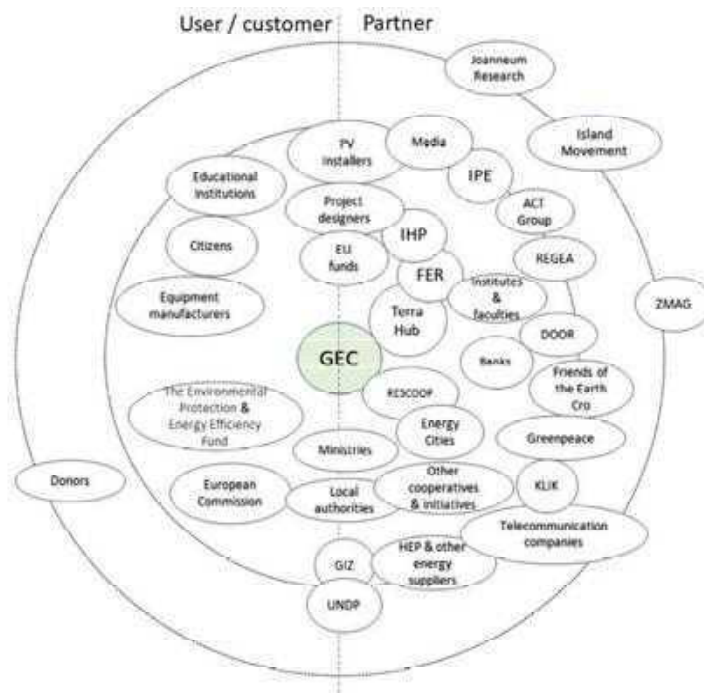 User / customer
Partner
Joanneum
Research
Island
Movement
PV
installers
Media
IPE
Educational
Institutions
Project
designers
ACT
Group
Citizens
IHP
EU
funds
REGEA
FER
Institutes
&
faculties
Equipment
manufacturers
Terra
Hub
ZMAG
DOOR
GEC
Banks
Friends of
the Earth
Cro
RESCOOP
The Environmental
Protection &
Energy Efficiency
Fund
Energy
Cities
Greenpeace
Ministries
Donors
European
Commission
Local
authorities
Other
cooperatives
& initiatives
KLIK
Telecommunication
companies
GIZ
HEP & other
energy
suppliers
UNDP